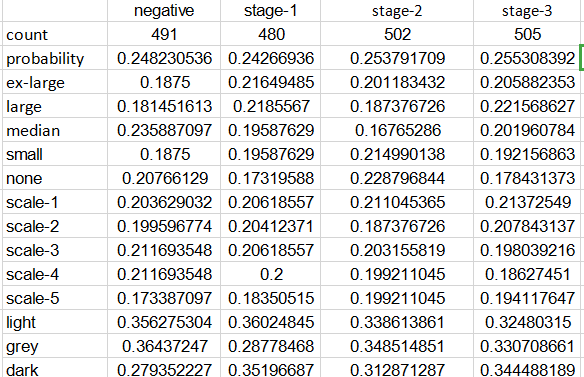 negative stage-1 stage-2 stage-3
count 491 480 502 505
probability 0.248230536 0.24266936 0.253791709 0.255308392
ex-large 0.1875 0.21649485 0.201183432 0.205882353
large 0.181451613 0.2185567 0.187376726 0.221568627
median 0.235887097 0.19587629 0.16765286 0.201960784
small 0.1875 0.19587629 0.214990138 0.192156863
none 0.20766129 0.17319588 0.228796844 0.178431373
scale-1 0.203629032 0.20618557 0.211045365 0.21372549
scale-2 0.199596774 0.20412371 0.187376726 0.207843137
scale-3 0.211693548 0.20618557 0.203155819 0.198039216
scale-4 0.211693548 0.2 0.199211045 0.18627451
scale-5 0.173387097 0.18350515 0.199211045 0.194117647
light 0.356275304 0.36024845 0.338613861 0.32480315
grey 0.36437247 0.28778468 0.348514851 0.330708661
dark 0.279352227 0.35196687 0.312871287 0.344488189